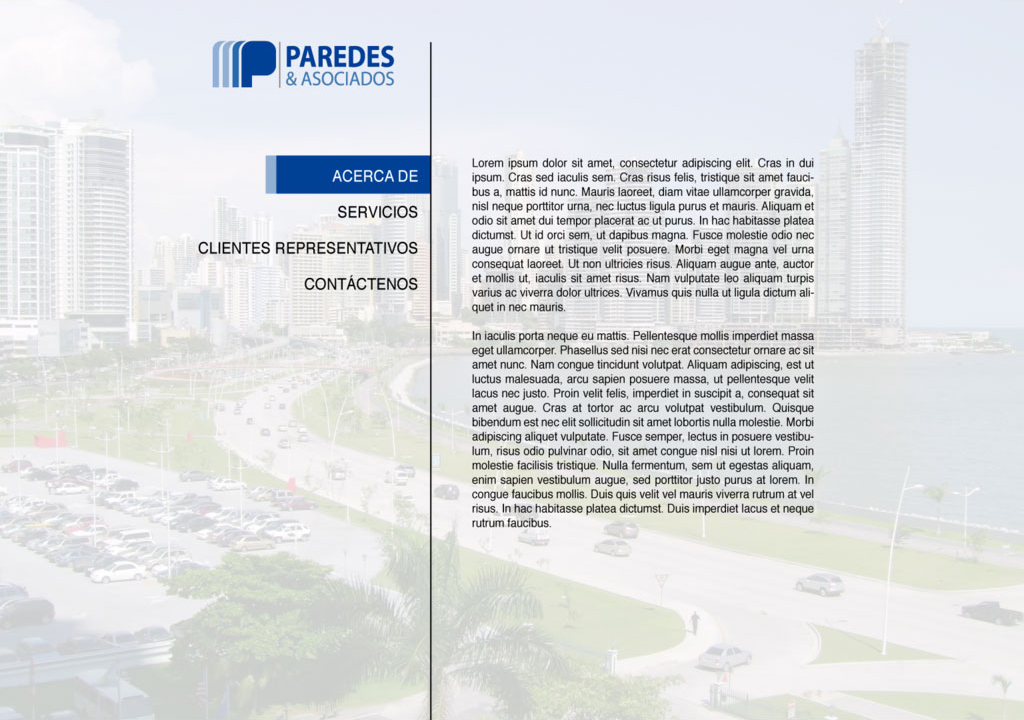 PAREDES
& ASOCIADOS
ACERCA DE
SERVICIOS
CLIENTES REPRESENTATIVOS
CONTÁCTENOS
Lorem ipsum dolor sit amet, consectetur adipiscing elit. Cras in dui
ipsum. Cras sed iaculis sem. Cras risus felis, tristique sit amet fauci-
bus a, mattis id nunc. Mauris laoreet, diam vitae ullamcorper gravida,
nisl neque porttitor urna, nec luctus ligula purus et mauris. Aliquam et
odio sit amet dui tempor placerat ac ut purus. In hac habitasse platea
dictumst. Ut id orci sem, ut dapibus magna. Fusce molestie odio nec
augue ornare ut tristique velit posuere. Morbi eget magna vel urna
consequat laoreet. Ut non ultricies risus. Aliquam augue ante, auctor
et mollis ut, iaculis sit amet risus. Nam vulputate leo aliquam turpis
varius ac viverra dolor ultrices. Vivamus quis nulla ut ligula dictum ali-
quet in nec mauris.
In iaculis porta neque eu mattis. Pellentesque mollis imperdiet massa
eget ullamcorper. Phasellus sed nisi nec erat consectetur ornare ac sit
amet nunc. Nam congue tincidunt volutpat. Aliquam adipiscing, est ut
luctus malesuada, arcu sapien posuere massa, ut pellentesque velit
lacus nec justo. Proin velit felis, imperdiet in suscipit a, consequat sit
amet augue. Cras at tortor ac arcu volutpat vestibulum. Quisque
bibendum est nec elit sollicitudin sit amet lobortis nulla molestie. Morbi
adipiscing aliquet vulputate. Fusce semper, lectus in posuere vestibu-
lum, risus odio pulvinar odio, sit amet congue nisl nisi ut lorem. Proin
molestie facilisis tristique. Nulla fermentum, sem ut egestas aliquam,
enim sapien vestibulum augue, sed porttitor justo purus at lorem. In
congue faucibus mollis. Duis quis velit vel mauris viverra rutrum at vel
risus. In hac habitasse platea dictumst. Duis imperdiet lacus et neque
rutrum faucibus.